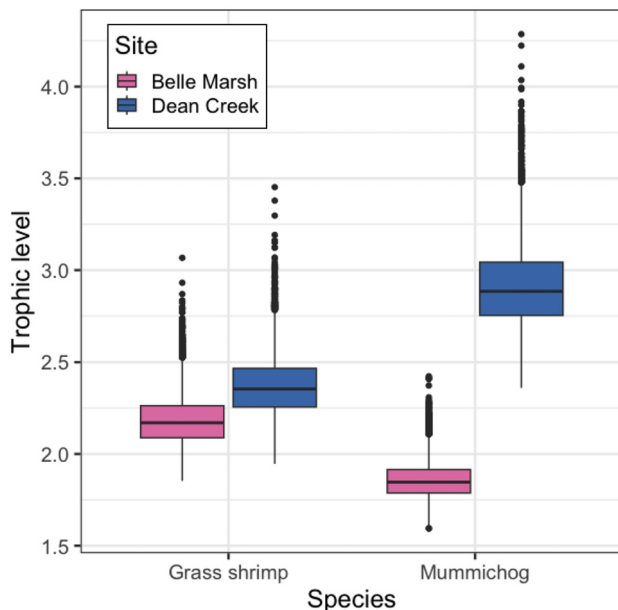 Site
Belle Marsh
Dean Creek
Trophic level
4.0
3.5
3.0
2.5
2.0
1.5
Grass shrimp Mummichog
Species